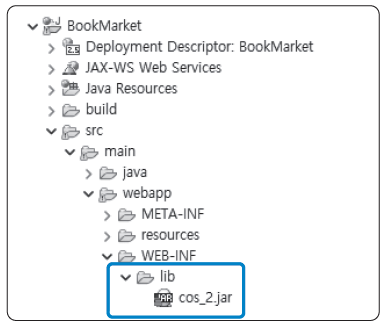 BookMarket
Deployment Descriptor: BookMarket
JAX-WS Web Services
Java Resources
build
src
main
java
webapp
META-INF
resources
WEB-INF
lib
cos_2.jar